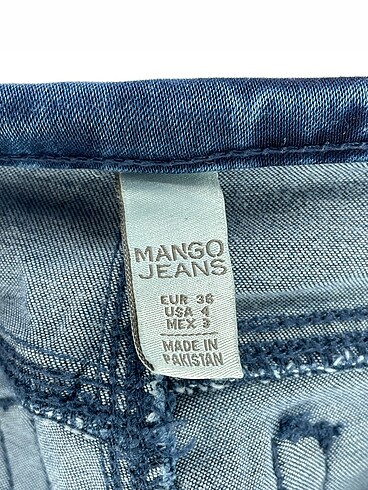 MANGO
JEANS
EUR 36
USA 4
MEX 3
MADE IN
PAKISTAN